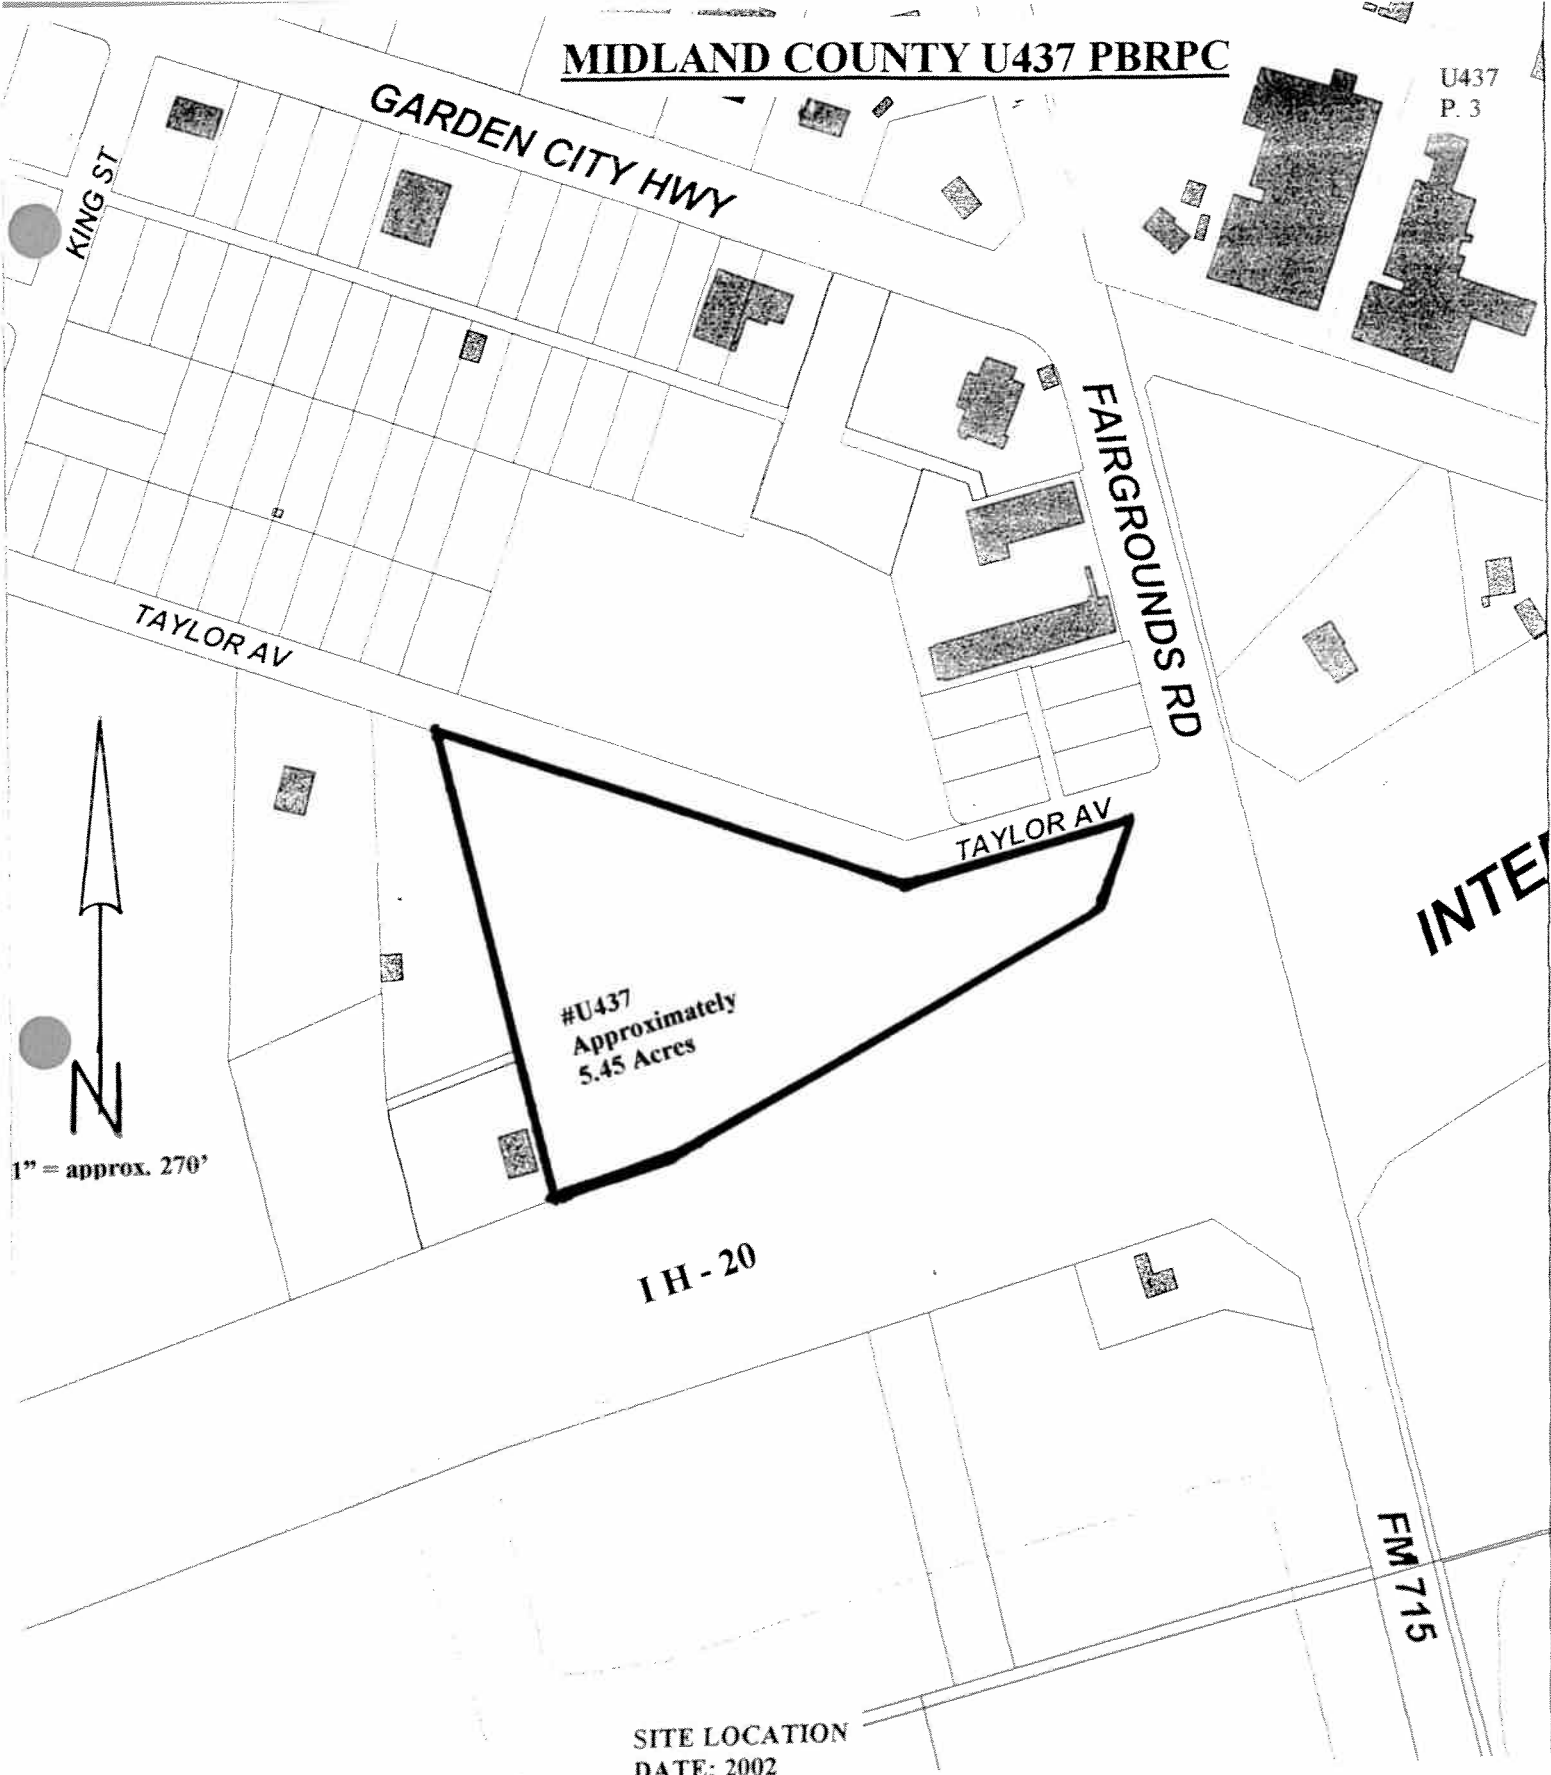 MIDLAND COUNTY U437 PBRPC
U437
P. 3
GARDEN CITY HWY
KING ST
FAIRGROUNDS RD
TAYLOR AV
TAYLOR AV
INTE
#U437
Approximately
5.45 Acres
N
1” = approx. 270’
I H - 20
FM 715
SITE LOCATION
DATE: 2002